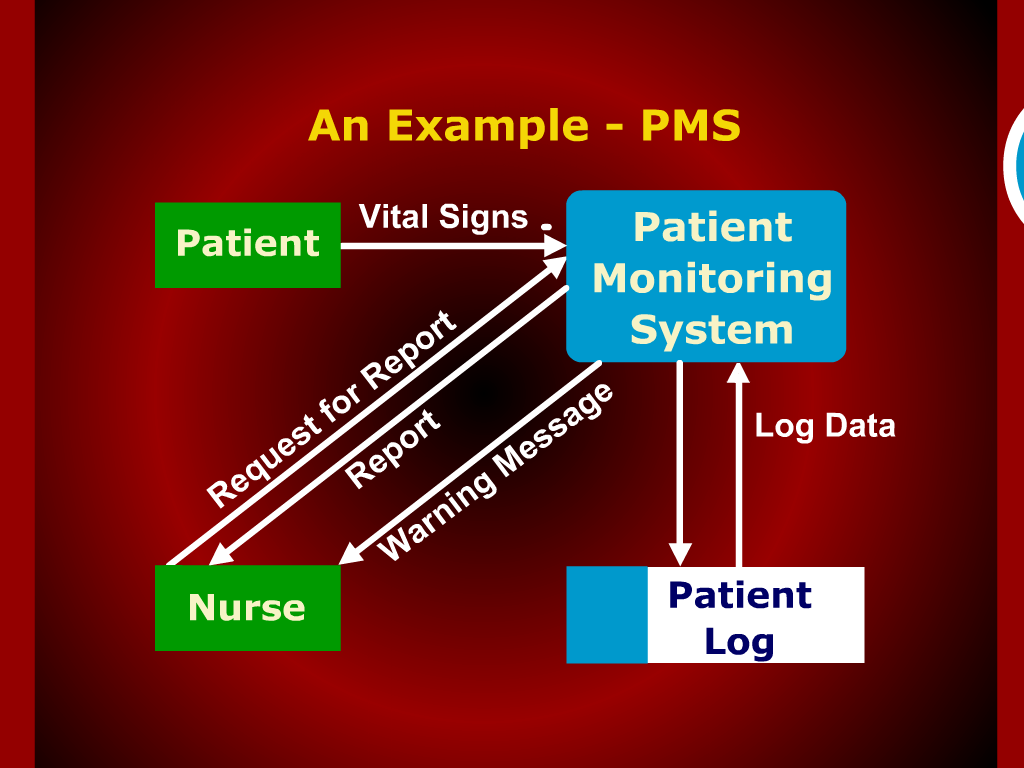 An Example - PMS
Patient
Vital Signs
Patient
Monitoring
System
Request for Report
Report
Warning Message
Log Data
Nurse
Patient
Log